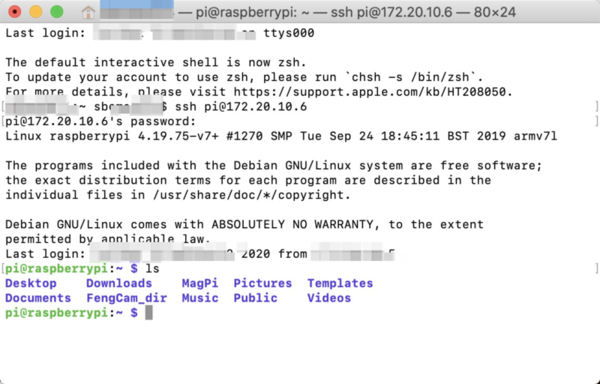 — pi@raspberrypi: ~ — ssh pi@172.20.10.6 — 80×24
Last login: ttys000
The default interactive shell is now zsh.
To update your account to use zsh, please run `chsh -s /bin/zsh`.
For more details, please visit https://support.apple.com/kb/HT208050.
:~ $ ssh pi@172.20.10.6
pi@172.20.10.6's password:
Linux raspberrypi 4.19.75-v7+ #1270 SMP Tue Sep 24 18:45:11 BST 2019 armv7l
The programs included with the Debian GNU/Linux system are free software;
the exact distribution terms for each program are described in the
individual files in /usr/share/doc/*/copyright.
Debian GNU/Linux comes with ABSOLUTELY NO WARRANTY, to the extent
permitted by applicable law.
Last login: 2020 from
pi@raspberrypi:~ $ ls
Desktop Downloads MagPi Pictures Templates
Documents FengCam_dir Music Public Videos
pi@raspberrypi:~ $